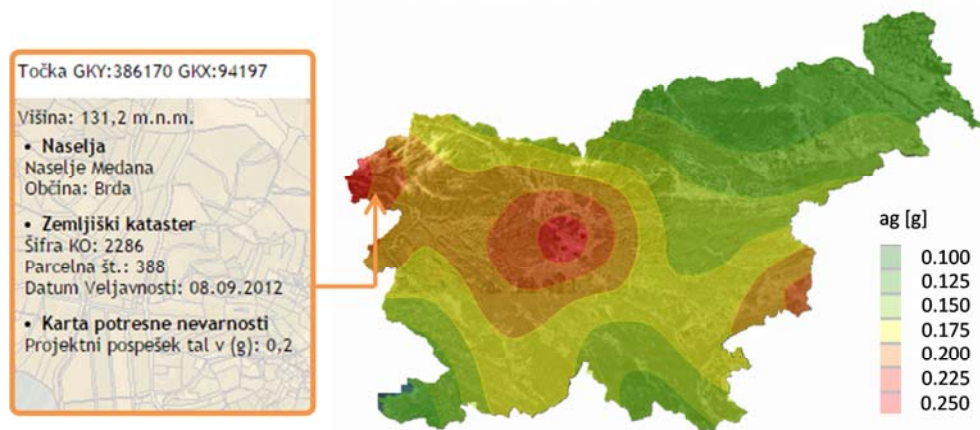 Točka GKY:386170 GKX:94197
Višina: 131,2 m.n.m.
• Naselja
Naselje Medana
Občina: Brda
• Zemljiški kataster
Šifra KO: 2286
Parcelna št.: 388
Datum Veljavnosti: 08.09.2012
• Karta potresne nevarnosti
Projektni pospešek tal v (g): 0,2
ag [g]
0.100
0.125
0.150
0.175
0.200
0.225
0.250